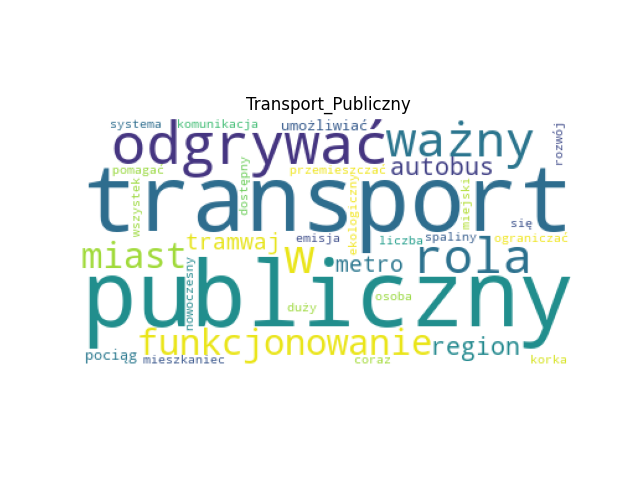 Transport_Publiczny
systema komunikacja umożliwiać
odgrywać ważny rozwój
pomagać dostępny przemieszczać autobus
wszystek transport ekologiczny miejski
się
miast tramwaj w emisja metro liczba spaliny rola ograniczać
nowoczesny publiczny
duży osoba
funkcjonowanie region
pociąg mieszkaniec coraz korka